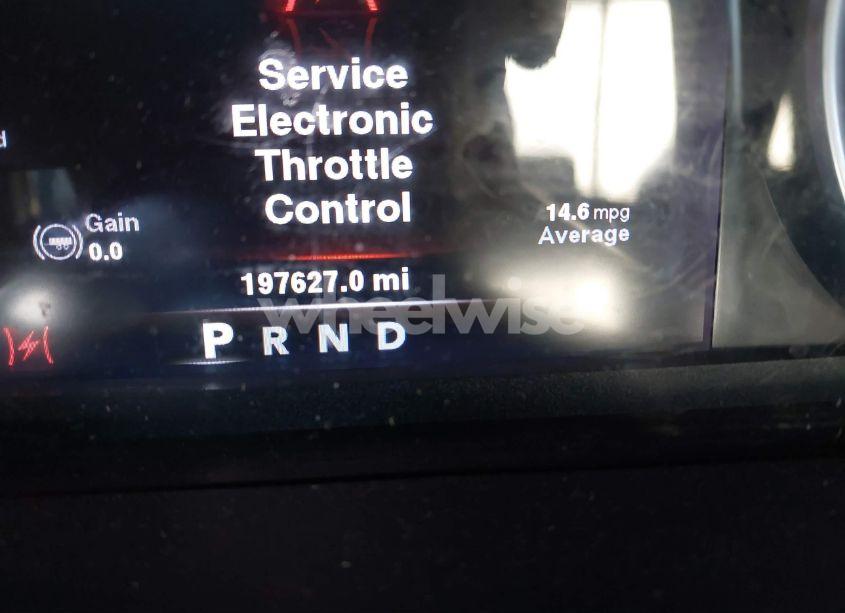 Service
Electronic
Throttle
Control
Gain
0.0
14.6 mpg
Average
197627.0 mi
wheelwise
P R N D